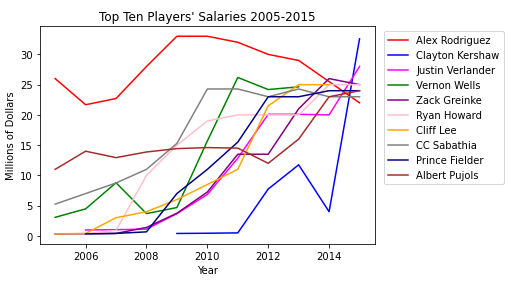 Top Ten Players' Salaries 2005-2015
Millions of Dollars
30
25
20
15
10
5
0
2006
2008
2010
2012
2014
Year
Alex Rodriguez
Clayton Kershaw
Justin Verlander
Vernon Wells
Zack Greinke
Ryan Howard
Cliff Lee
CC Sabathia
Prince Fielder
Albert Pujols